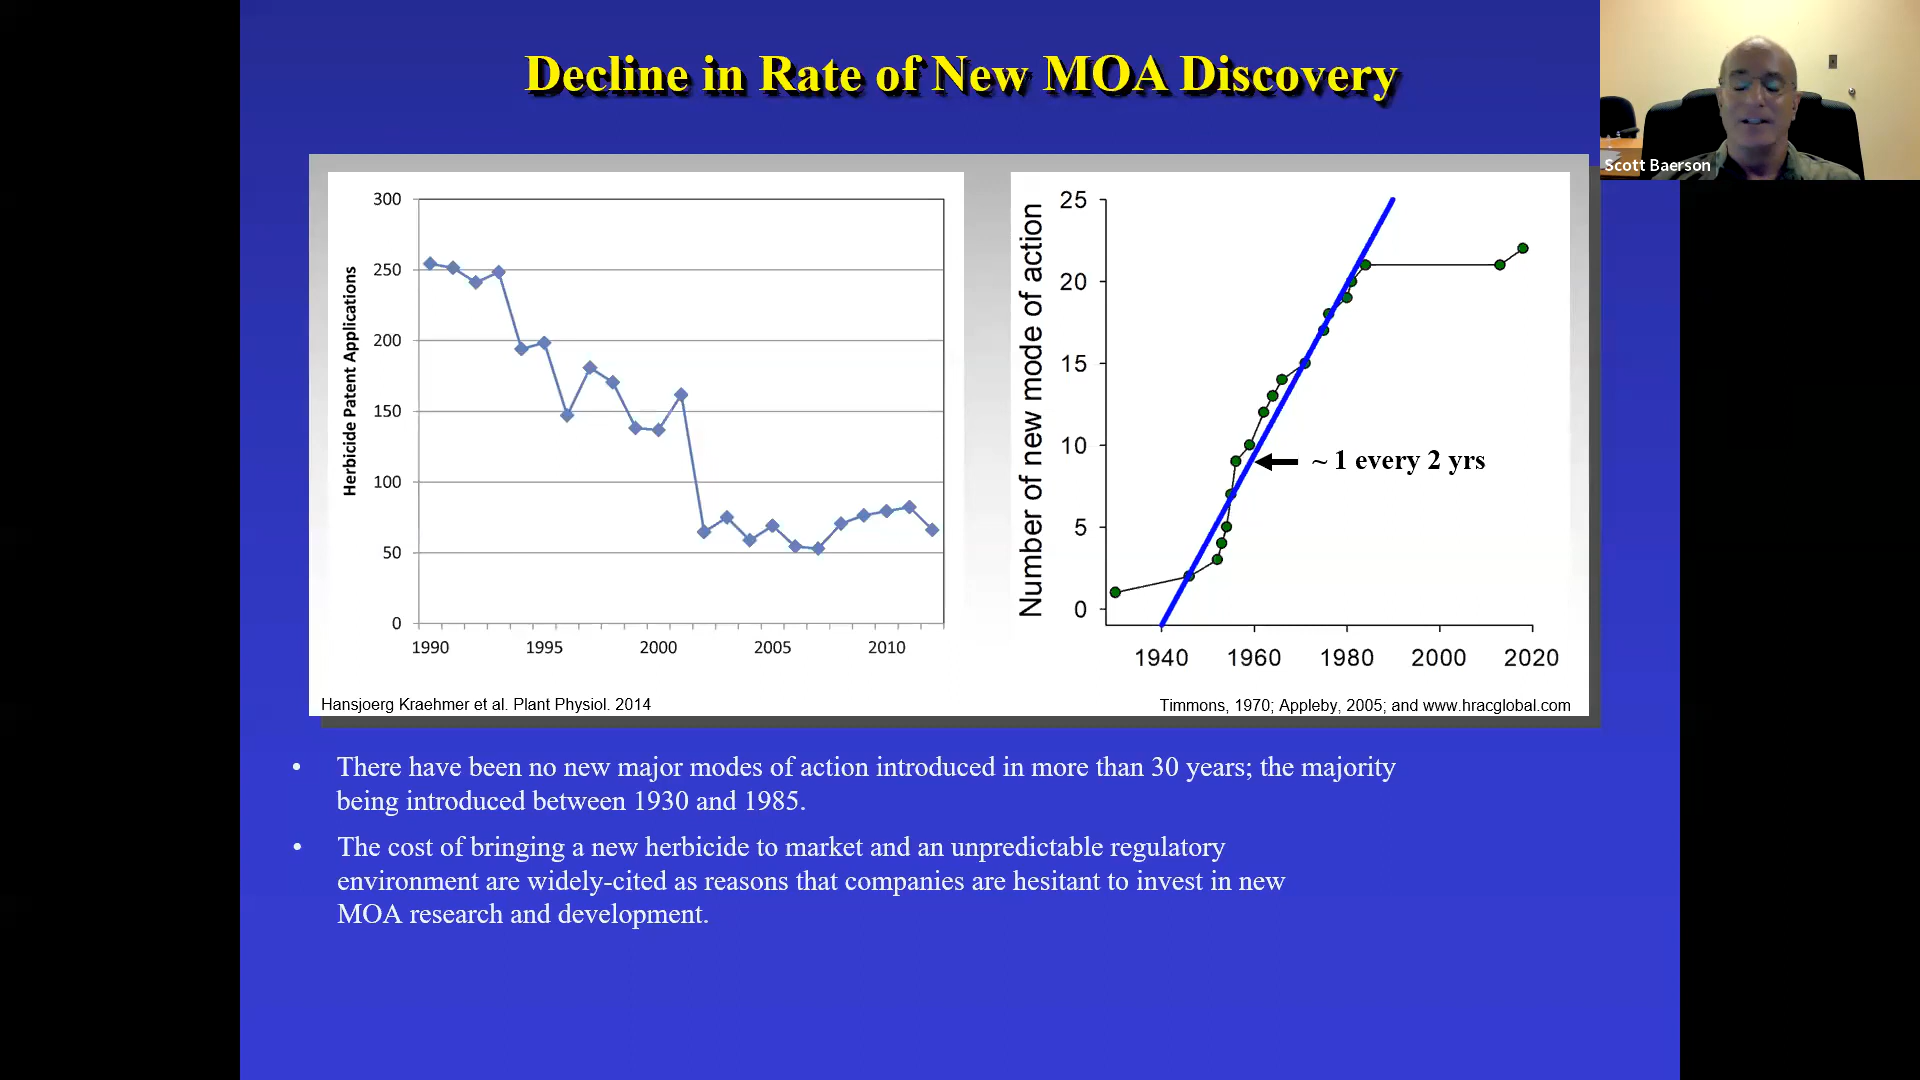 Decline in Rate of New MOA Discovery
Scott Baerson
Herbicide Patent Applications
300
250
200
150
100
50
0
1990 1995 2000 2005 2010
Hansjoerg Kraehmer et al. Plant Physiol. 2014
Number of new mode of action
25
20
15
10
5
0
~ 1 every 2 yrs
1940 1960 1980 2000 2020
Timmons, 1970; Appleby, 2005; and www.hracglobal.com
• There have been no new major modes of action introduced in more than 30 years; the majority
being introduced between 1930 and 1985.
• The cost of bringing a new herbicide to market and an unpredictable regulatory
environment are widely-cited as reasons that companies are hesitant to invest in new
MOA research and development.